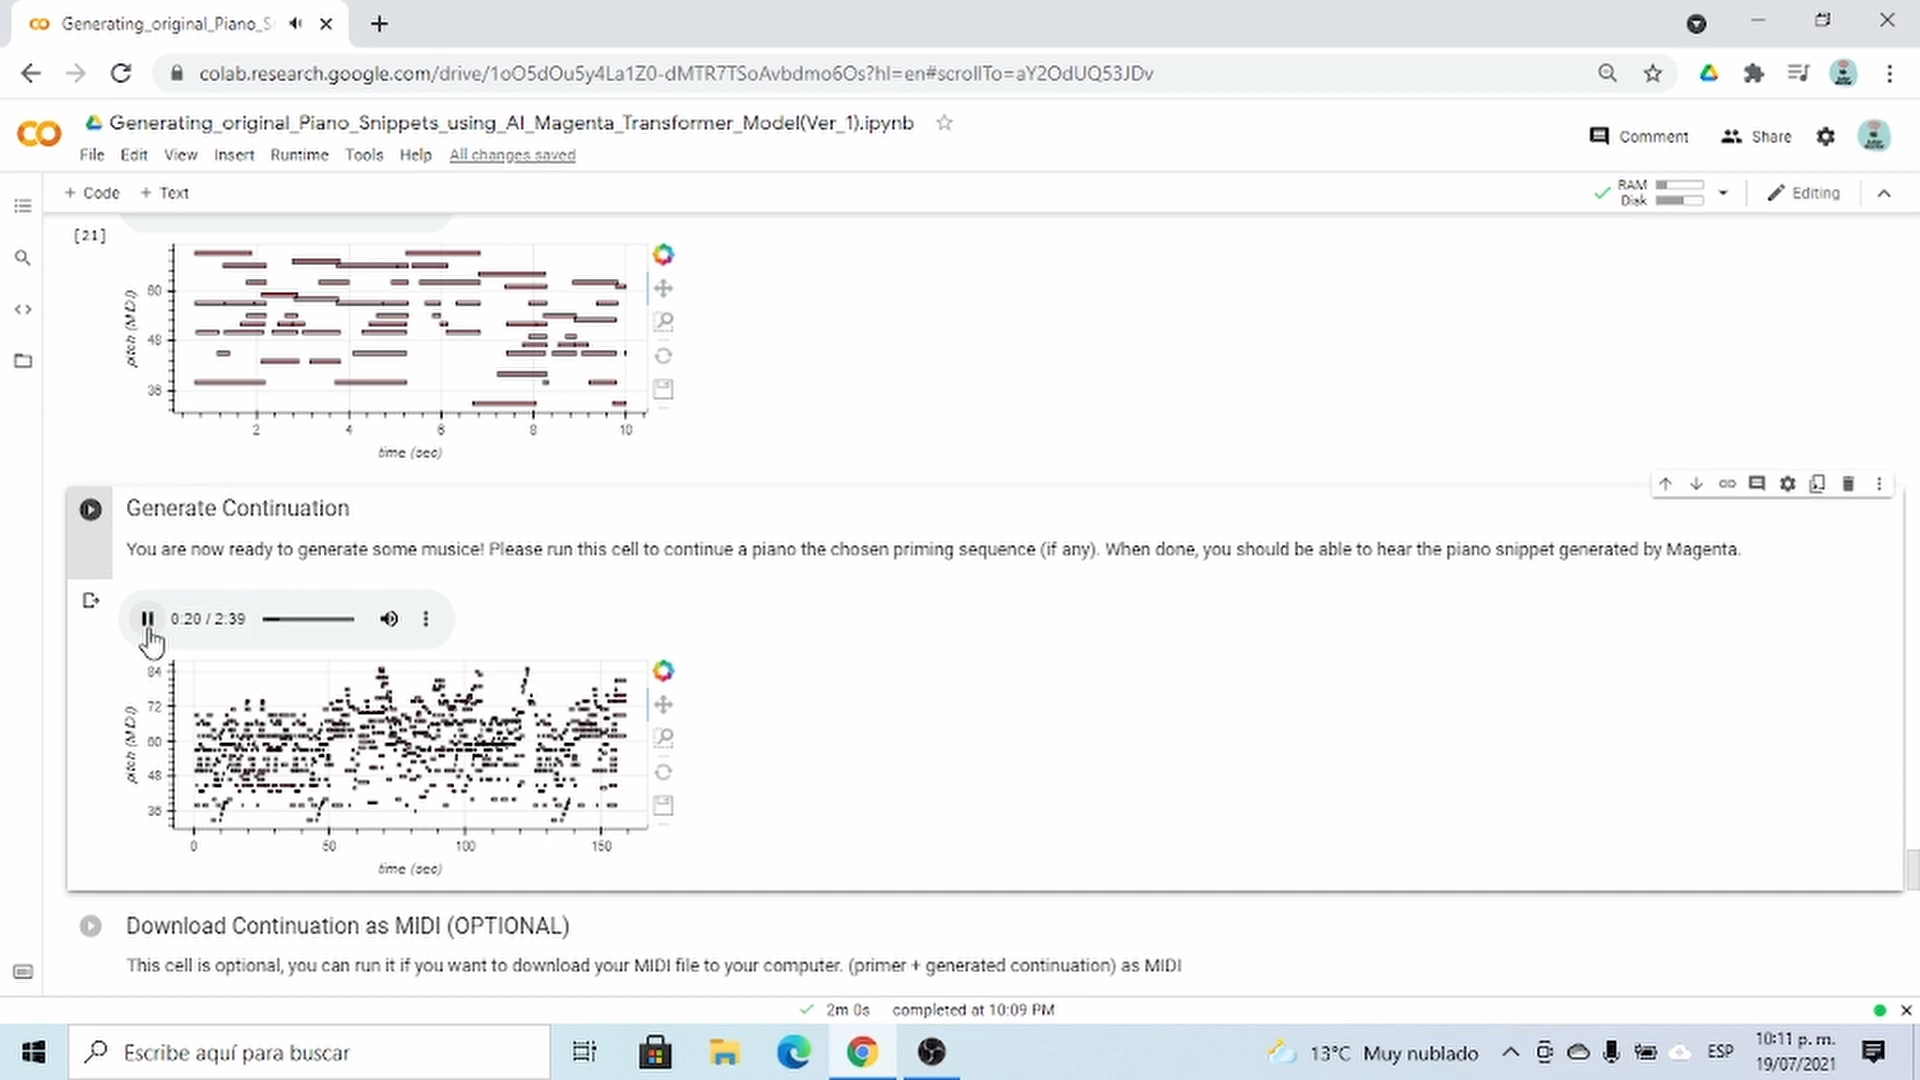 Generating_original_Piano_S
colab.research.google.com/drive/1oO5dOu5y4La1Z0-dMTR7TSoAvbdmo6Os?hl=en#scrollTo=aY2OdUQ53JDv
Generating_original_Piano_Snippets_using_AI_Magenta_Transformer_Model(Ver_1).ipynb
Comment Share
File Edit View Insert Runtime Tools Help All changes saved
+ Code + Text
RAM
Disk
Editing
[21]
pitch (MIDI)
60
48
36
2 4 6 8 10
time (sec)
Generate Continuation
You are now ready to generate some musice! Please run this cell to continue a piano the chosen priming sequence (if any). When done, you should be able to hear the piano snippet generated by Magenta.
0:20 / 2:39
pitch (MIDI)
84
72
60
48
36
0 50 100 150
time (sec)
Download Continuation as MIDI (OPTIONAL)
This cell is optional, you can run it if you want to download your MIDI file to your computer. (primer + generated continuation) as MIDI
2m 0s completed at 10:09 PM
Escribe aquí para buscar
13°C Muy nublado
ESP
10:11 p. m.
19/07/2021